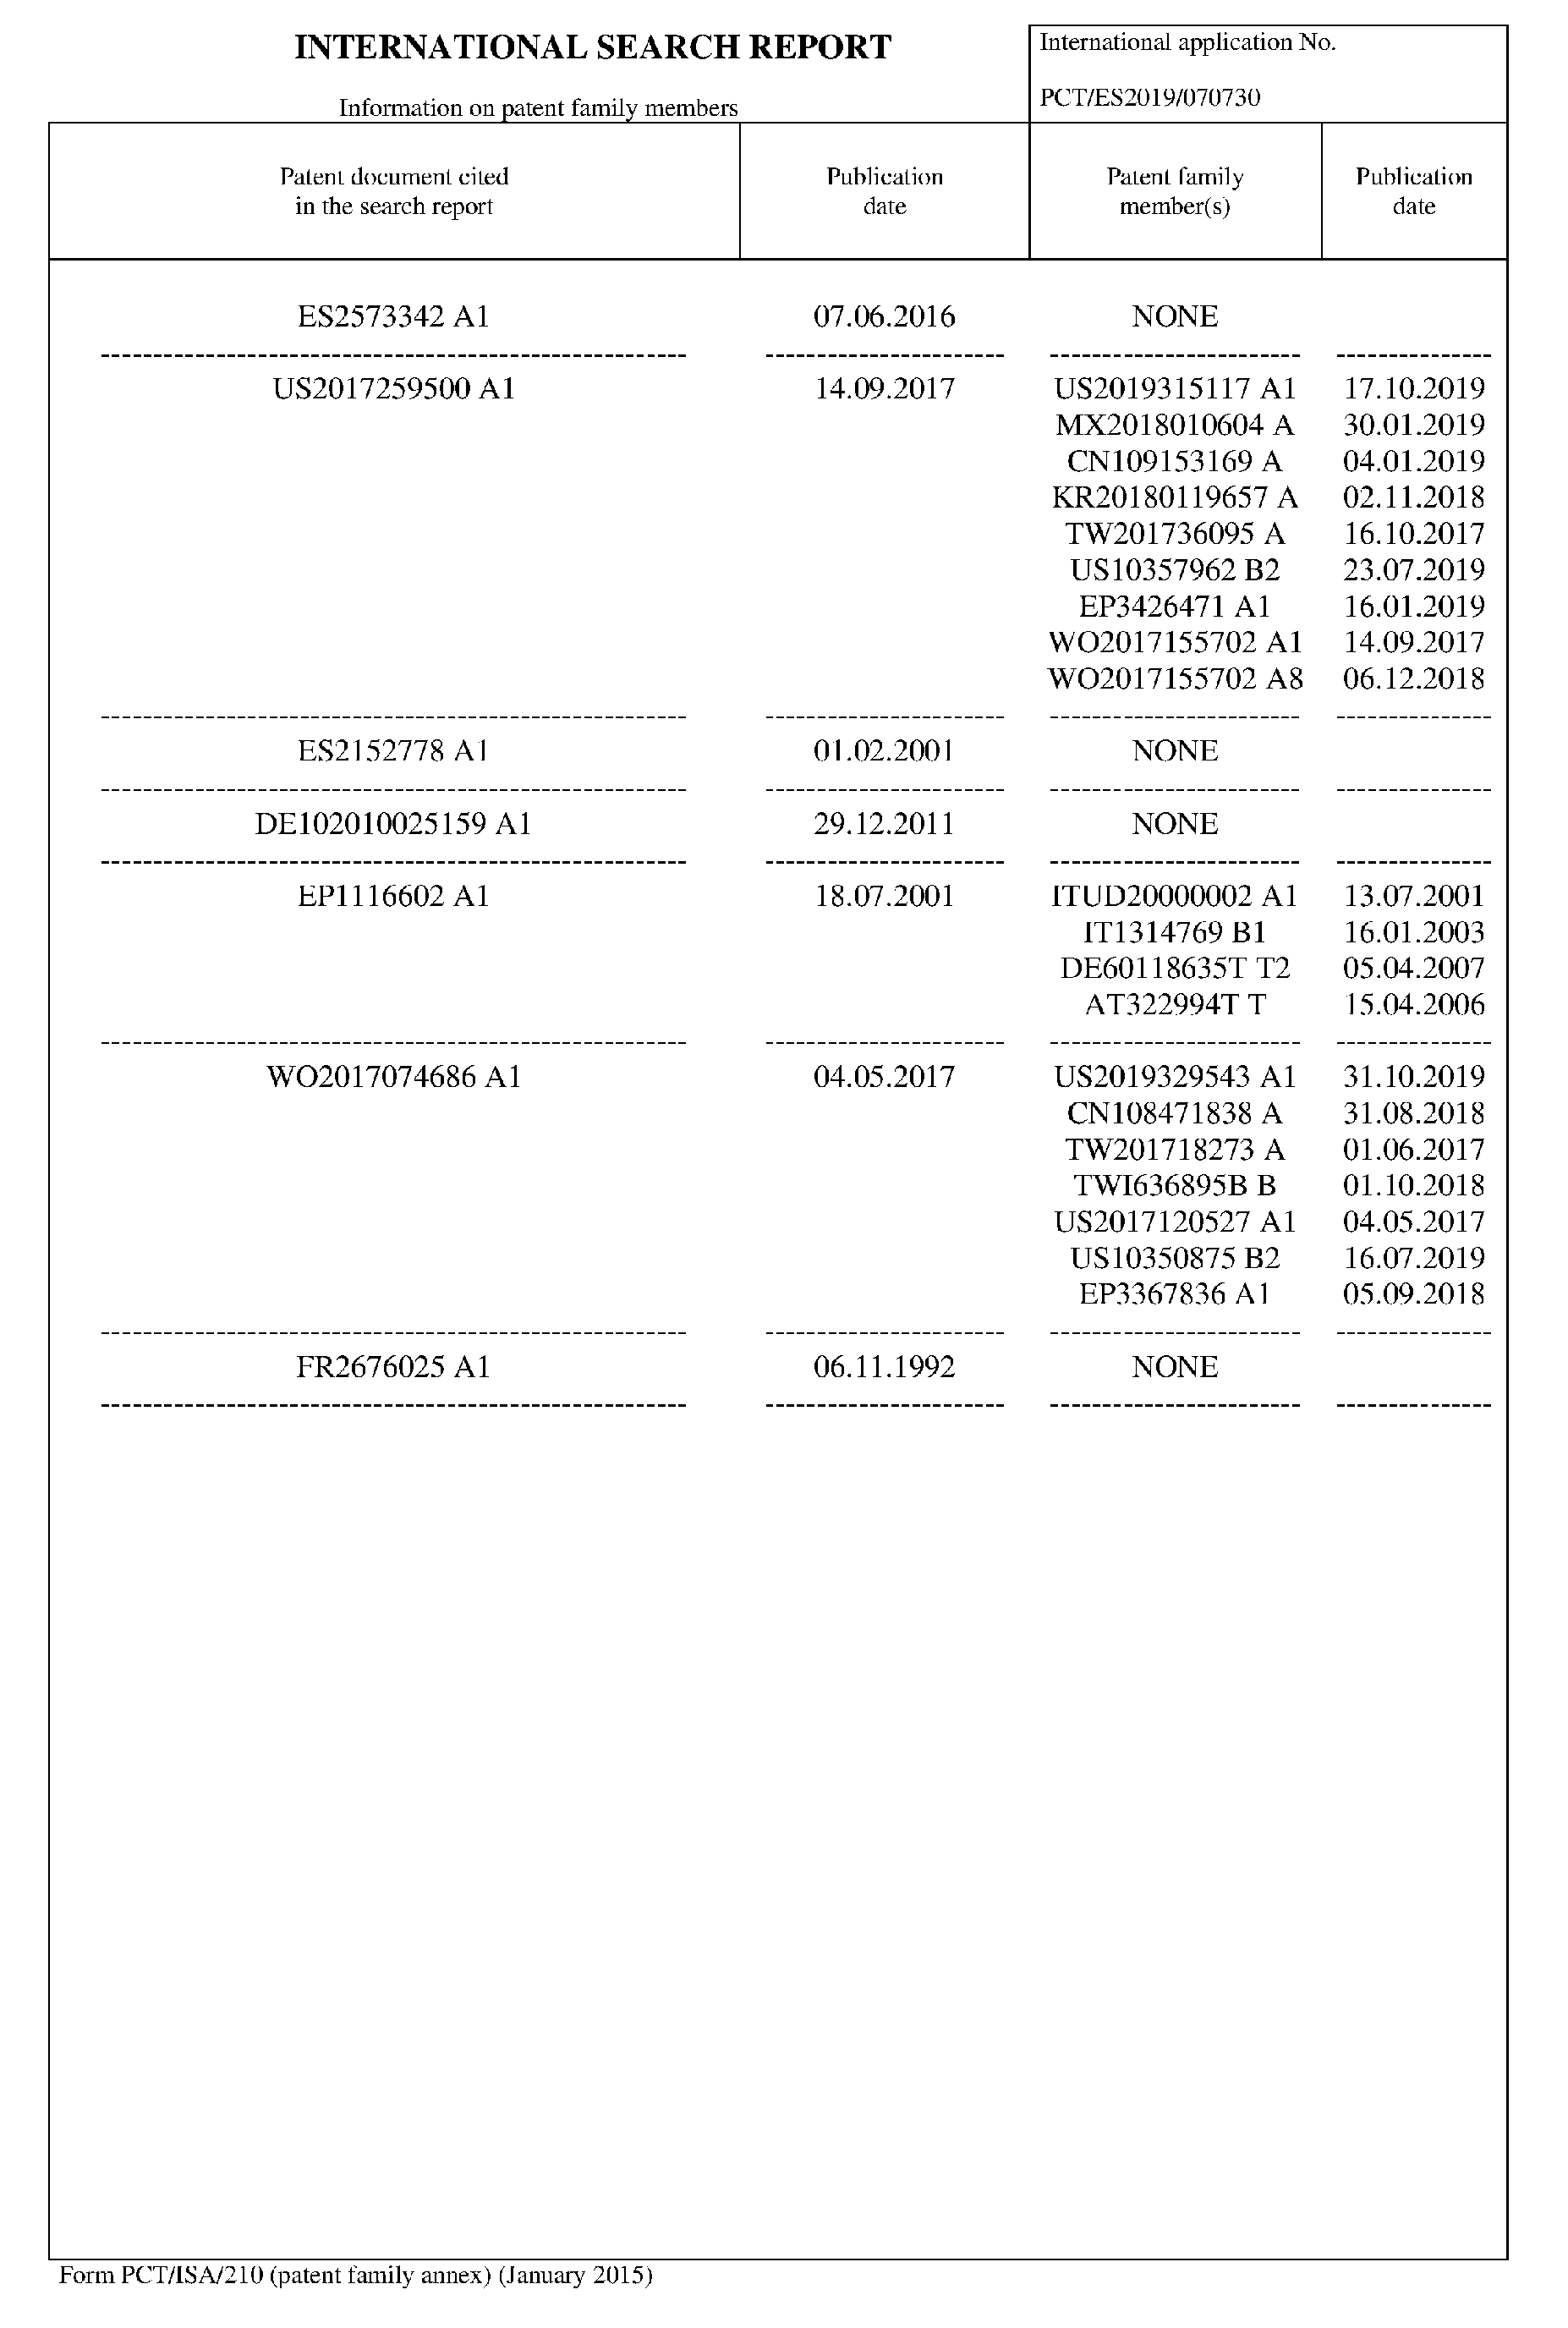 INTERNATIONAL SEARCH REPORT
Information on patent family members
International application No.
PCT/ES2019/070730
Patent document cited
in the search report
Publication
date
Patent family
member(s)
Publication
date
ES2573342 A1 07.06.2016 NONE
US2017259500 A1 14.09.2017 US2019315117 A1 17.10.2019
MX2018010604 A 30.01.2019
CN109153169 A 04.01.2019
KR20180119657 A 02.11.2018
TW201736095 A 16.10.2017
US10357962 B2 23.07.2019
EP3426471 A1 16.01.2019
WO2017155702 A1 14.09.2017
WO2017155702 A8 06.12.2018
ES2152778 A1 01.02.2001 NONE
DE102010025159 A1 29.12.2011 NONE
EP1116602 A1 18.07.2001 ITUD20000002 A1 13.07.2001
IT1314769 B1 16.01.2003
DE60118635T T2 05.04.2007
AT322994T T 15.04.2006
WO2017074686 A1 04.05.2017 US2019329543 A1 31.10.2019
CN108471838 A 31.08.2018
TW201718273 A 01.06.2017
TWI636895B B 01.10.2018
US2017120527 A1 04.05.2017
US10350875 B2 16.07.2019
EP3367836 A1 05.09.2018
FR2676025 A1 06.11.1992 NONE
Form PCT/ISA/210 (patent family annex) (January 2015)